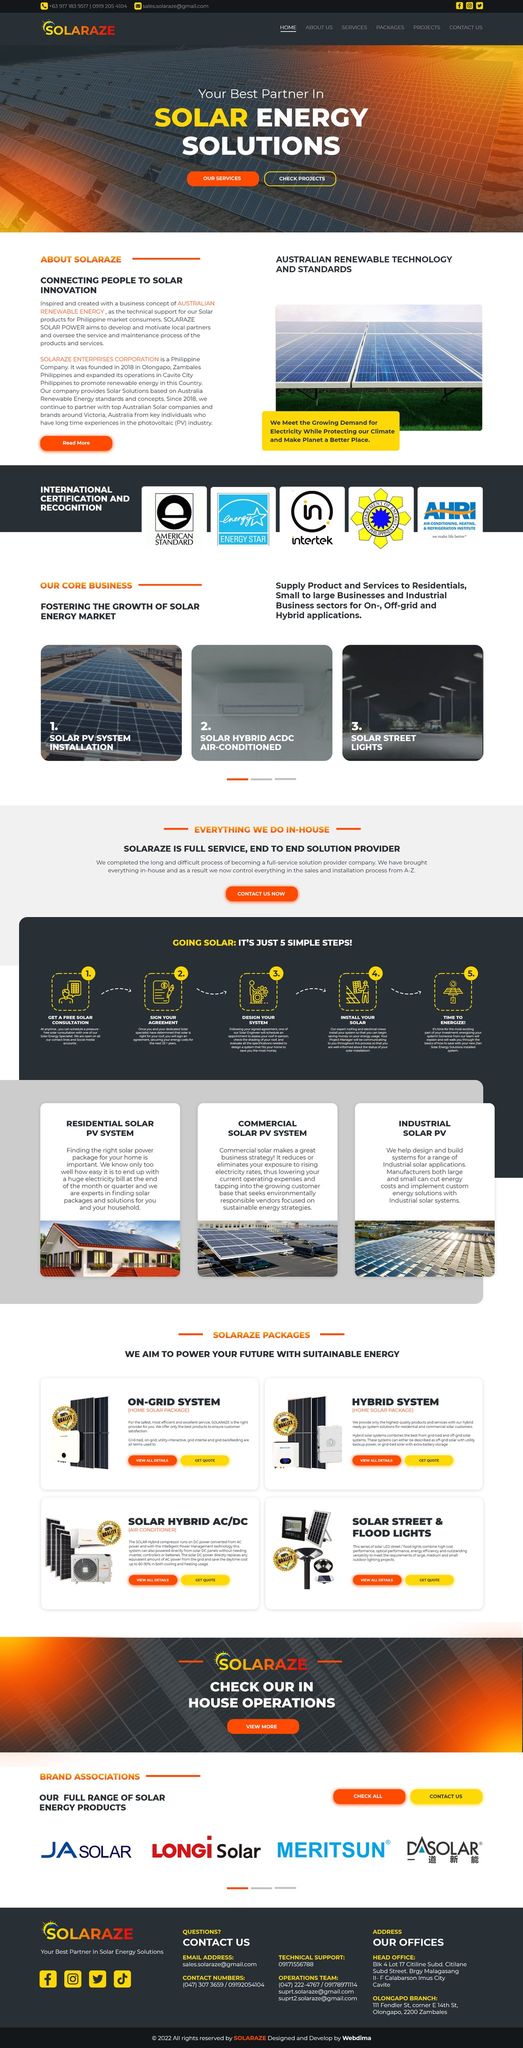 +63 917 183 9517 | 0919 205 4104
sales.solaraze@gmail.com
SOLARAZE
HOME
ABOUT US
SERVICES
PACKAGES
PROJECTS
CONTACT US
Your Best Partner In
SOLAR ENERGY
SOLUTIONS
OUR SERVICES
CHECK PROJECTS
ABOUT SOLARAZE
CONNECTING PEOPLE TO SOLAR
INNOVATION
Inspired and created with a business concept of AUSTRALIAN
RENEWABLE ENERGY , as the technical support for our Solar
products for Philippine market consumers. SOLARAZE
SOLAR POWER aims to develop and motivate local partners
and oversee the service and maintenance process of the
products and services.
SOLARAZE ENTERPRISES CORPORATION is a Philippine
Company. It was founded in 2018 in Olongapo, Zambales
Philippines and expanded its operations in Cavite City
Philippines to promote renewable energy in this Country.
Our company provides Solar Solutions based on Australia
Renewable Energy standards and concepts. Since 2018, we
continue to partner with top Australian Solar companies and
brands around Victoria, Australia from key individuals who
have long time experiences in the photovoltaic (PV) industry.
Read More
AUSTRALIAN RENEWABLE TECHNOLOGY
AND STANDARDS
We Meet the Growing Demand for
Electricity While Protecting our Climate
and Make Planet a Better Place.
INTERNATIONAL
CERTIFICATION AND
RECOGNITION
AMERICAN
STANDARD
energy
ENERGY STAR
in
intertek
AHRI
AIR-CONDITIONING, HEATING,
& REFRIGERATION INSTITUTE
we make life better®
OUR CORE BUSINESS
FOSTERING THE GROWTH OF SOLAR
ENERGY MARKET
Supply Product and Services to Residentials,
Small to large Businesses and Industrial
Business sectors for On-, Off-grid and
Hybrid applications.
1.
SOLAR PV SYSTEM
INSTALLATION
2.
SOLAR HYBRID ACDC
AIR-CONDITIONED
3.
SOLAR STREET
LIGHTS
EVERYTHING WE DO IN-HOUSE
SOLARAZE IS FULL SERVICE, END TO END SOLUTION PROVIDER
We completed the long and difficult process of becoming a full-service solution provider company. We have brought
everything in-house and as a result we now control everything in the sales and installation process from A-Z.
CONTACT US NOW
GOING SOLAR: IT'S JUST 5 SIMPLE STEPS!
1.
GET A FREE SOLAR
CONSULTATION
2.
SIGN YOUR
AGREEMENT
3.
DESIGN YOUR
SYSTEM
4.
INSTALL YOUR
SOLAR
5.
TIME TO
ENERGIZE!
RESIDENTIAL SOLAR
PV SYSTEM
Finding the right solar power
package for your home is
important. We know only too
well how easy it is to end up with
a huge electricity bill at the end
of the month or quarter and we
are experts in finding solar
packages and solutions for you
and your household.
COMMERCIAL
SOLAR PV SYSTEM
Commercial solar makes a great
business strategy! It reduces or
eliminates your exposure to
rising electricity rates, thus
lowering your
current operating expenses and
tapping into the growing
customer base
that seeks environmentally
responsible vendors focused on
sustainable energy strategies.
INDUSTRIAL
SOLAR PV
We help design and build
systems for a range of
Industrial solar applications.
Manufacturers both large and
small can cut energy
costs and implement custom
energy solutions with
Industrial solar systems.
SOLARAZE PACKAGES
WE AIM TO POWER YOUR FUTURE WITH SUITAINABLE ENERGY
ON-GRID SYSTEM
(HOME SOLAR PACKAGE)
VIEW ALL DETAILS
GET QUOTE
HYBRID SYSTEM
(HOME SOLAR PACKAGE)
VIEW ALL DETAILS
GET QUOTE
SOLAR HYBRID AC/DC
(AIR CONDITIONER)
VIEW ALL DETAILS
GET QUOTE
SOLAR STREET &
FLOOD LIGHTS
VIEW ALL DETAILS
GET QUOTE
SOLARAZE
CHECK OUR IN
HOUSE OPERATIONS
VIEW MORE
BRAND ASSOCIATIONS
OUR FULL RANGE OF SOLAR
ENERGY PRODUCTS
CHECK ALL
CONTACT US
JA SOLAR
LONGi Solar
MERITSUN®
DASOLAR®
一道新能
SOLARAZE
Your Best Partner In Solar Energy Solutions
QUESTIONS?
CONTACT US
EMAIL ADDRESS:
sales.solaraze@gmail.com
CONTACT NUMBERS:
(047) 307 3659 / 09192054104
TECHNICAL SUPPORT:
09171556788
OPERATIONS TEAM:
(047) 222-4767 / 09178971114
suprt.solaraze@gmail.com
suprt2.solaraze@gmail.com
ADDRESS
OUR OFFICES
HEAD OFFICE:
Blk 4 Lot 17 Citiline Subd. Citilane
Subd Street. Brgy Malagasang
II- F Calabarson Imus City
Cavite
OLONGAPO BRANCH:
111 Fendler St, corner E 14th St,
Olongapo, 2200 Zambales
© 2022 All rights reserved by SOLARAZE Designed and Develop by Webdima